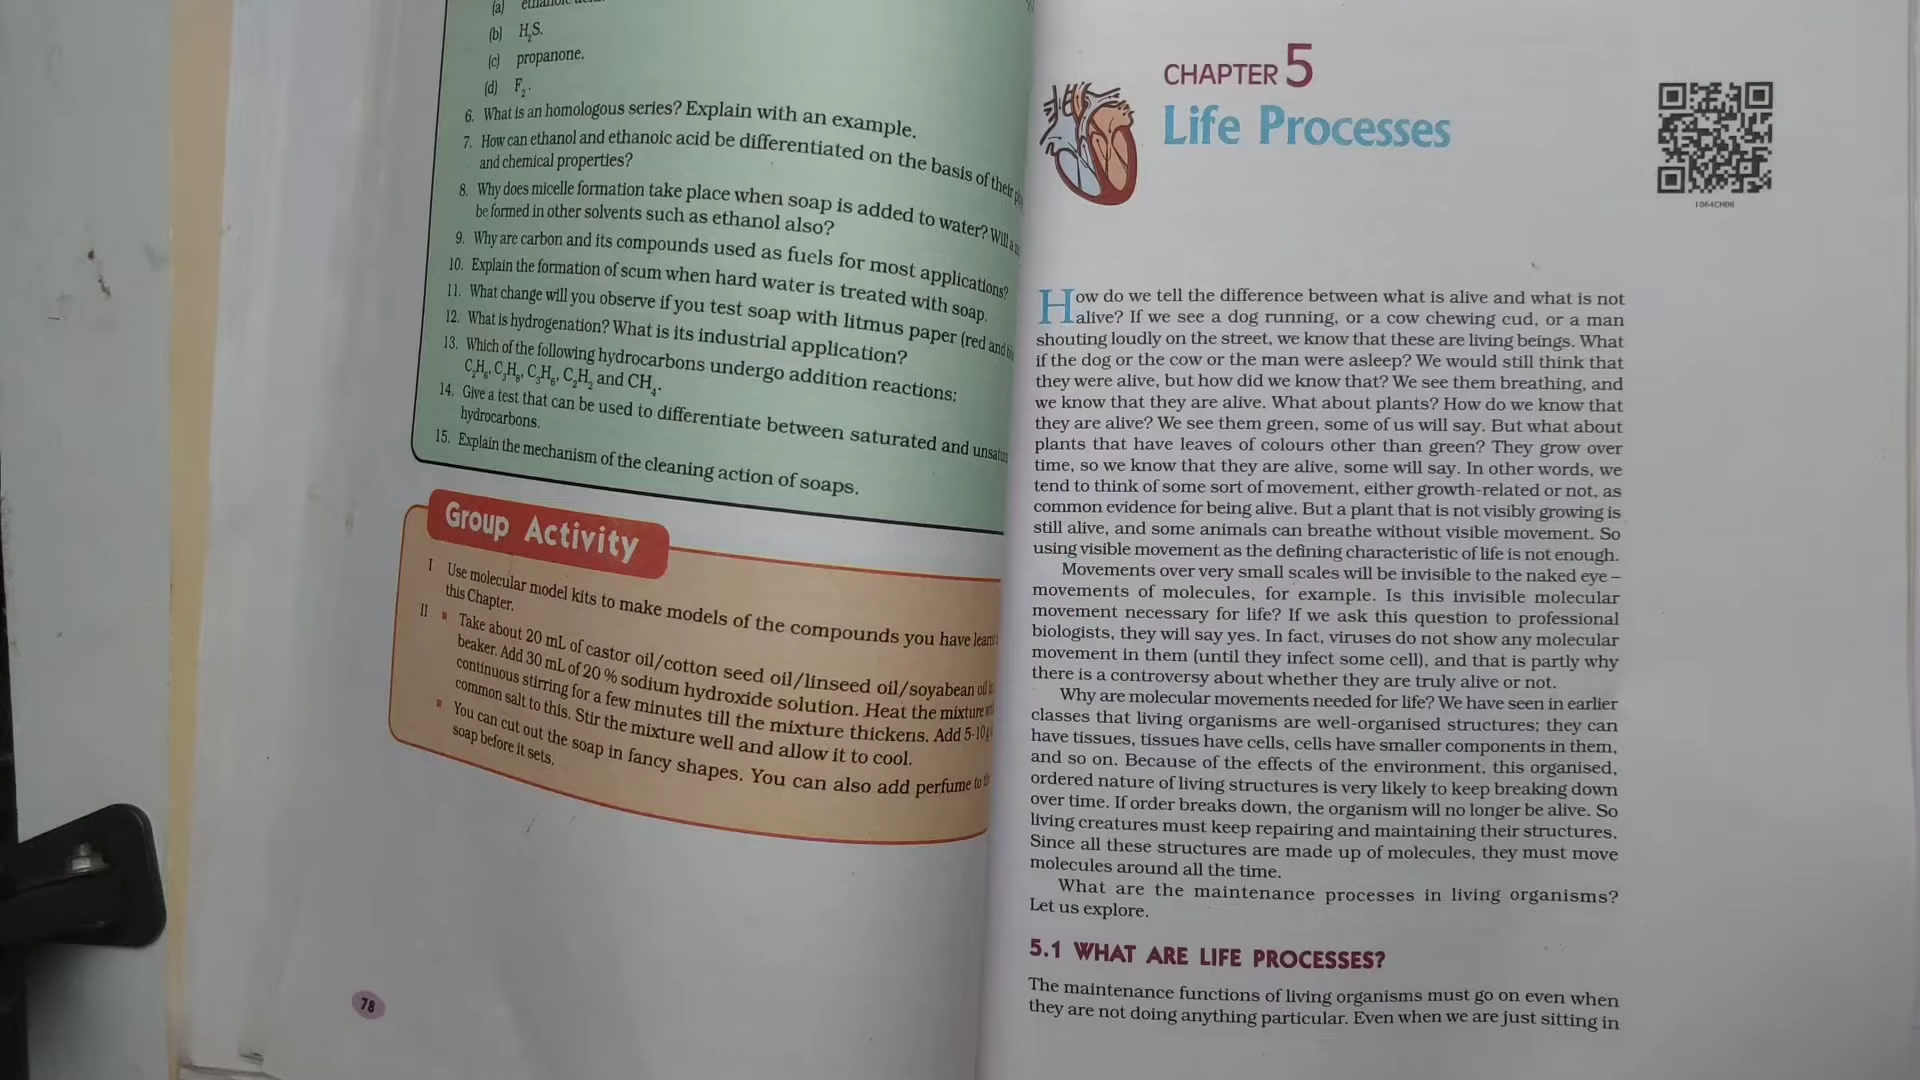 (a) ethanoic
(b) H₂S.
(c) propanone.
(d) F₂.
6. What is an homologous series? Explain with an example.
7. How can ethanol and ethanoic acid be differentiated on the basis of their
and chemical properties?
8. Why does micelle formation take place when soap is added to water? Will a
be formed in other solvents such as ethanol also?
9. Why are carbon and its compounds used as fuels for most applications?
10. Explain the formation of scum when hard water is treated with soap.
11. What change will you observe if you test soap with litmus paper (red and
12. What is hydrogenation? What is its industrial application?
13. Which of the following hydrocarbons undergo addition reactions:
C₂H₆, C₃H₈, C₃H₆, C₂H₂ and CH₄.
14. Give a test that can be used to differentiate between saturated and
hydrocarbons.
15. Explain the mechanism of the cleaning action of soaps.
Group Activity
I Use molecular model kits to make models of the compounds you have
this Chapter.
II ▪ Take about 20 mL of castor oil/cotton seed oil/linseed oil/soyabean oil
beaker. Add 30 mL of 20 % sodium hydroxide solution. Heat the mixture
continuous stirring for a few minutes till the mixture thickens. Add 5-10
common salt to this. Stir the mixture well and allow it to cool.
▪ You can cut out the soap in fancy shapes. You can also add perfume to
soap before it sets.
78
CHAPTER 5
Life Processes
1064CH06
How do we tell the difference between what is alive and what is not
alive? If we see a dog running, or a cow chewing cud, or a man
shouting loudly on the street, we know that these are living beings. What
if the dog or the cow or the man were asleep? We would still think that
they were alive, but how did we know that? We see them breathing, and
we know that they are alive. What about plants? How do we know that
they are alive? We see them green, some of us will say. But what about
plants that have leaves of colours other than green? They grow over
time, so we know that they are alive, some will say. In other words, we
tend to think of some sort of movement, either growth-related or not, as
common evidence for being alive. But a plant that is not visibly growing is
still alive, and some animals can breathe without visible movement. So
using visible movement as the defining characteristic of life is not enough.
Movements over very small scales will be invisible to the naked eye –
movements of molecules, for example. Is this invisible molecular
movement necessary for life? If we ask this question to professional
biologists, they will say yes. In fact, viruses do not show any molecular
movement in them (until they infect some cell), and that is partly why
there is a controversy about whether they are truly alive or not.
Why are molecular movements needed for life? We have seen in earlier
classes that living organisms are well-organised structures; they can
have tissues, tissues have cells, cells have smaller components in them,
and so on. Because of the effects of the environment, this organised,
ordered nature of living structures is very likely to keep breaking down
over time. If order breaks down, the organism will no longer be alive. So
living creatures must keep repairing and maintaining their structures.
Since all these structures are made up of molecules, they must move
molecules around all the time.
What are the maintenance processes in living organisms?
Let us explore.
5.1 WHAT ARE LIFE PROCESSES?
The maintenance functions of living organisms must go on even when
they are not doing anything particular. Even when we are just sitting in